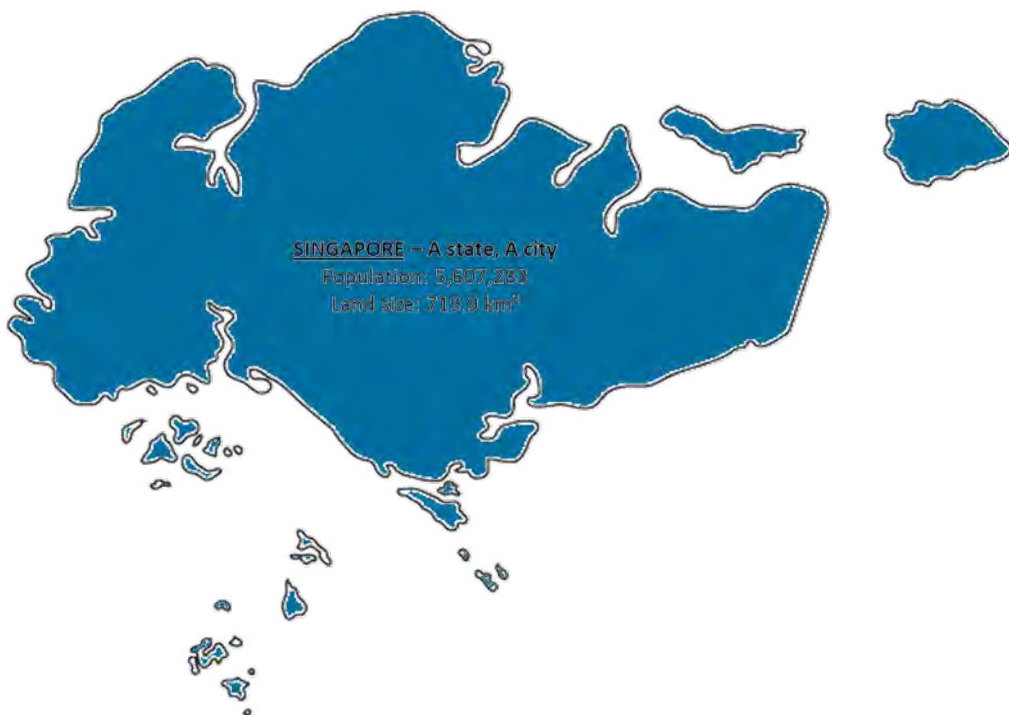 SINGAPORE – A state, A city
Population: 5,607,283
Land size: 719.9 km²